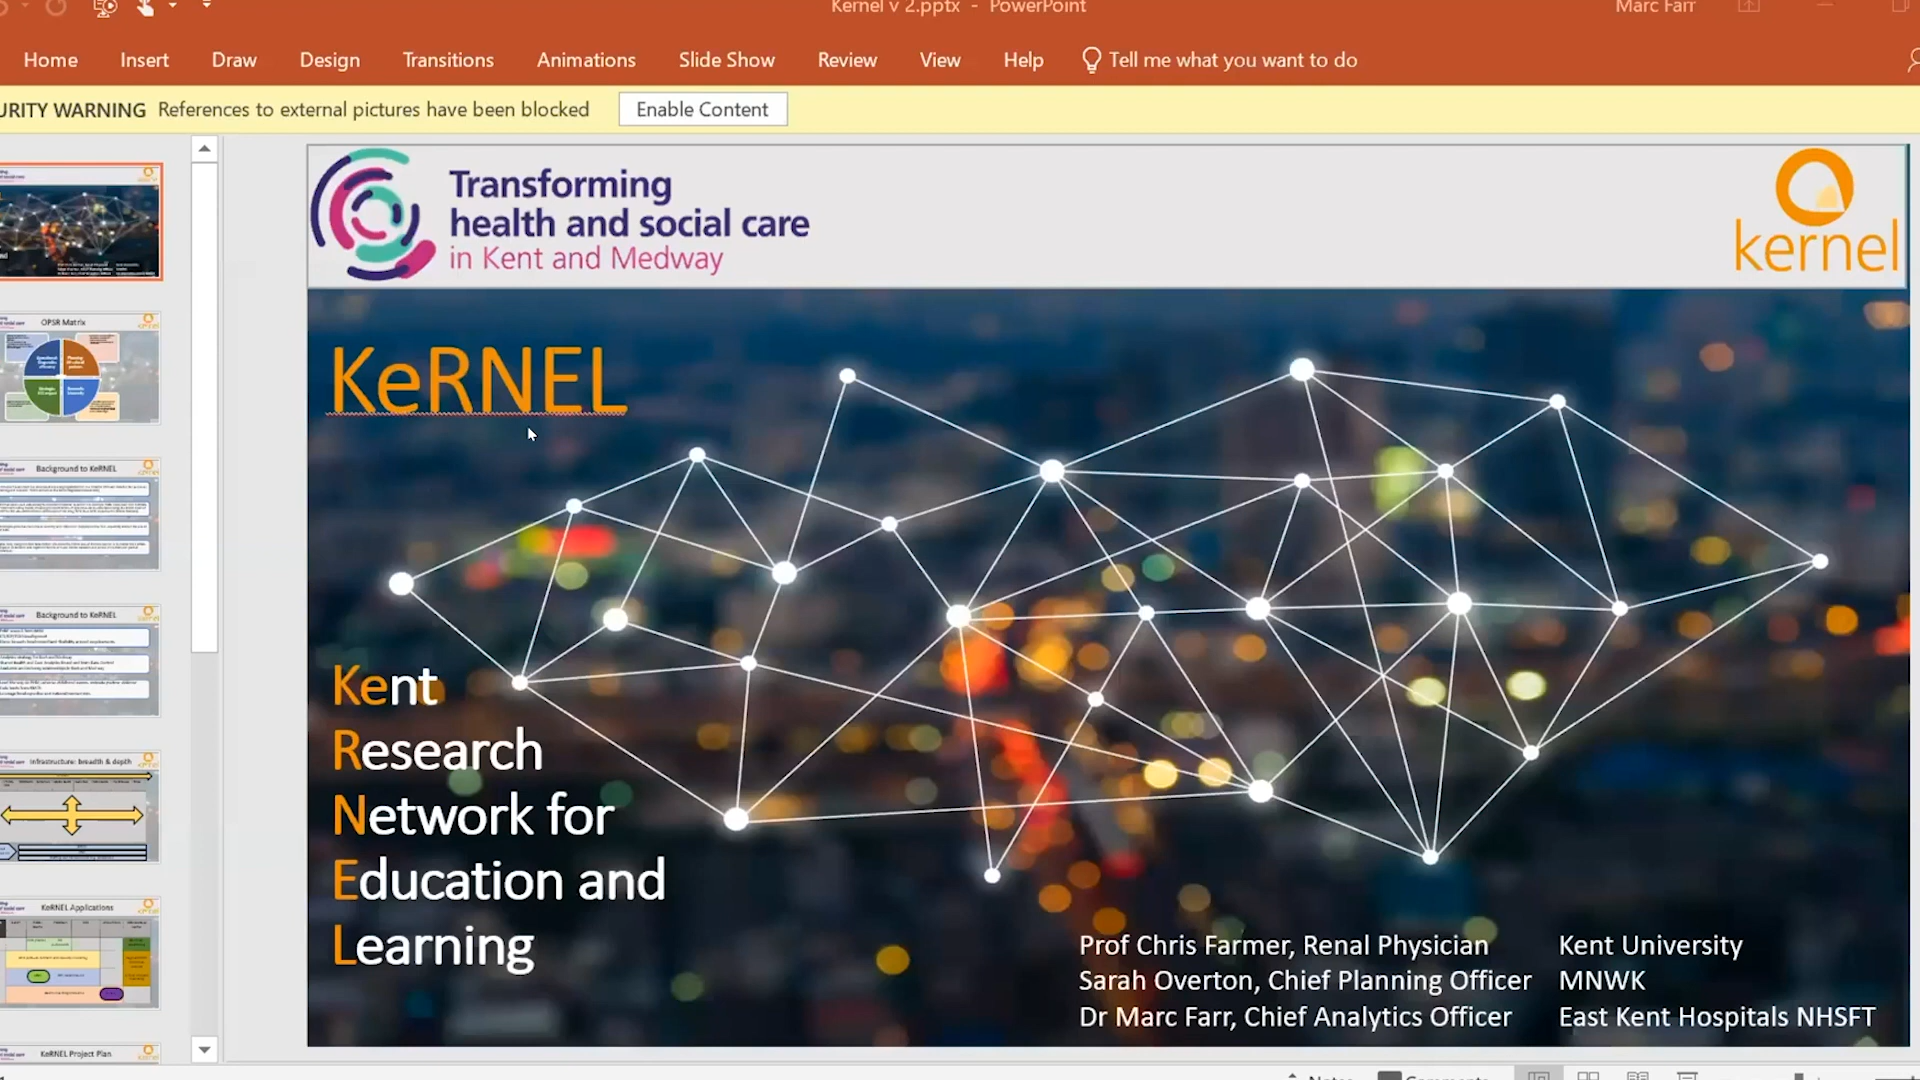 Kernel v 2.pptx - PowerPoint
Marc Farr
Home
Insert
Draw
Design
Transitions
Animations
Slide Show
Review
View
Help
Tell me what you want to do
URITY WARNING References to external pictures have been blocked
Enable Content
OPSR Matrix
Background to KeRNEL
Background to KeRNEL
Infrastructure: breadth & depth
KeRNEL Applications
KeRNEL Project Plan
Transforming
health and social care
in Kent and Medway
kernel
KeRNEL
Kent
Research
Network for
Education and
Learning
Prof Chris Farmer, Renal Physician
Kent University
Sarah Overton, Chief Planning Officer
MNWK
Dr Marc Farr, Chief Analytics Officer
East Kent Hospitals NHSFT
Notes
Comments